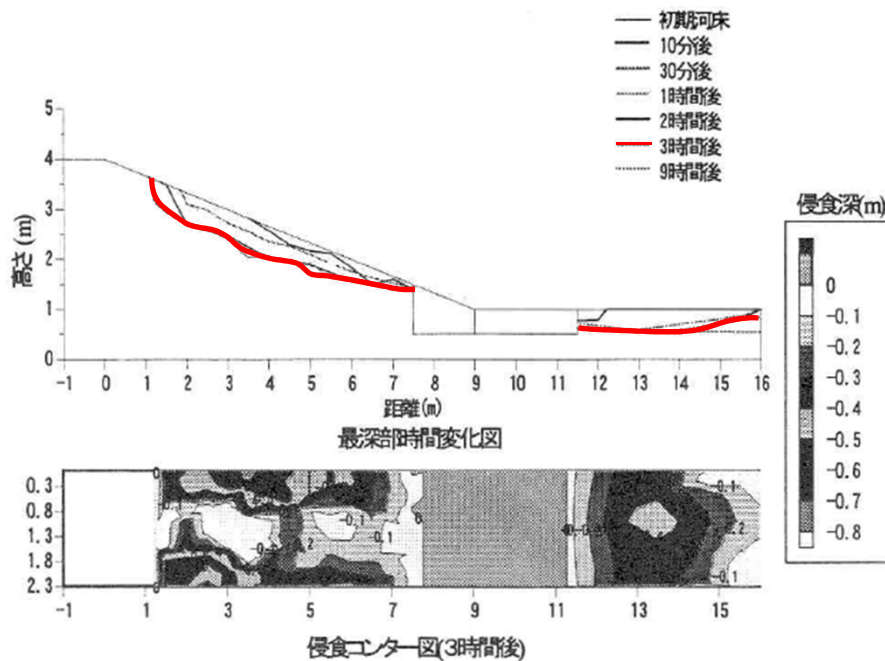 初期河床
10分後
30分後
1時間後
2時間後
3時間後
9時間後
高さ(m)
5
4
3
2
1
0
-1 0 1 2 3 4 5 6 7 8 9 10 11 12 13 14 15 16
距離(m)
最深部時間変化図
侵食深(m)
0
-0.1
-0.2
-0.3
-0.4
-0.5
-0.6
-0.7
-0.8
0.3
0.8
1.3
1.8
2.3
-1 1 3 5 7 9 11 13 15
侵食コンター図(3時間後)